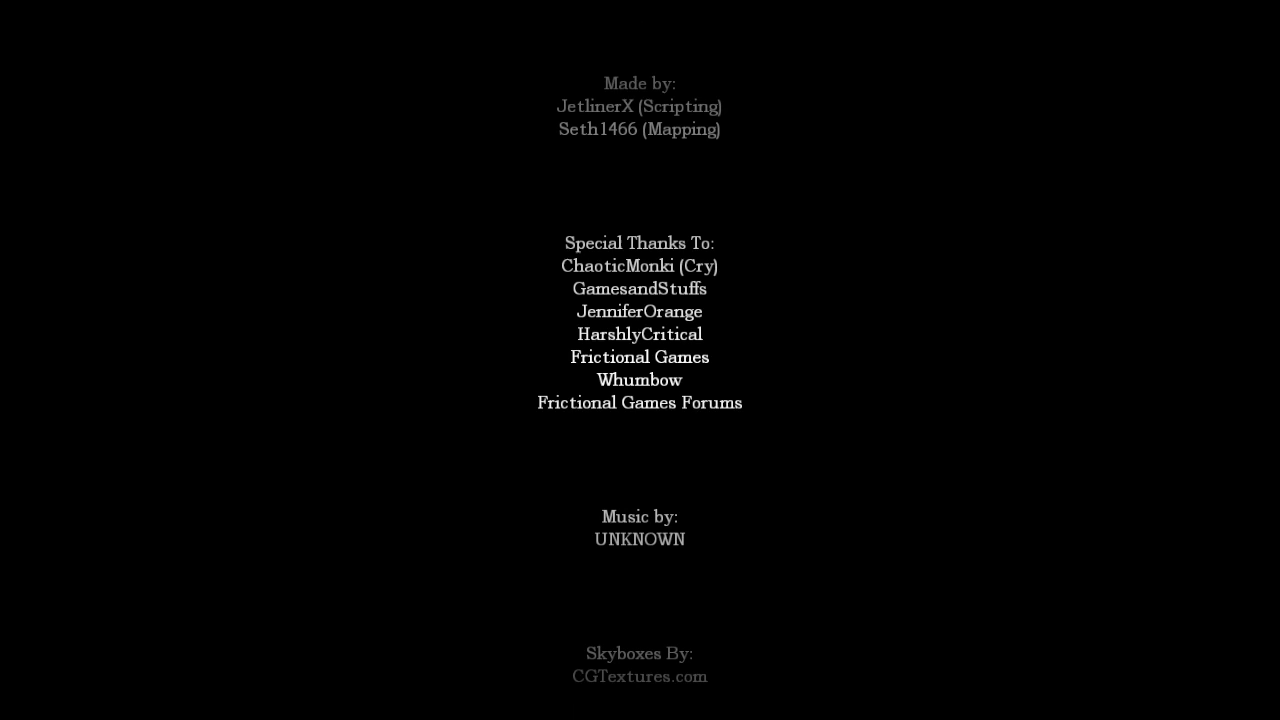 Made by:
JetlinerX (Scripting)
Seth1466 (Mapping)
Special Thanks To:
ChaoticMonki (Cry)
GamesandStuffs
JenniferOrange
HarshlyCritical
Frictional Games
Whumbow
Frictional Games Forums
Music by:
UNKNOWN
Skyboxes By:
CGTextures.com